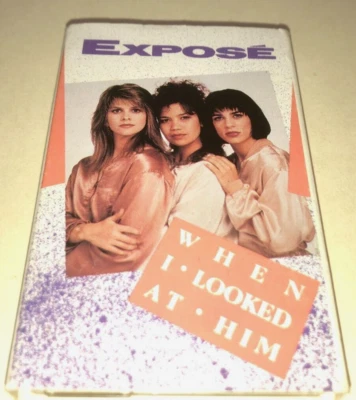 EXPOSÉ
WHEN
I • LOOKED
AT • HIM